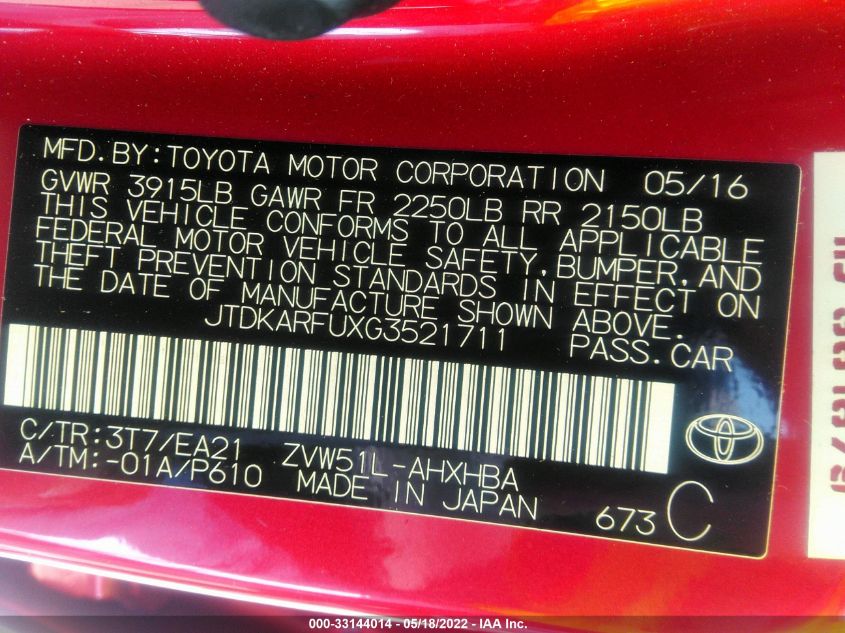 MFD.BY:TOYOTA MOTOR CORPORATION 05/16
GVWR 3915LB GAWR FR 2250LB RR 2150LB
THIS VEHICLE CONFORMS TO ALL APPLICABLE
FEDERAL MOTOR VEHICLE SAFETY,BUMPER,AND
THEFT PREVENTION STANDARDS IN EFFECT ON
THE DATE OF MANUFACTURE SHOWN ABOVE.
JTDKARFUXG3521711 PASS.CAR
C/TR:3T7/EA21 ZVW51L-AHXHBA
A/TM:-01A/P610 MADE IN JAPAN
673 C
000-33144014 - 05/18/2022 - IAA Inc.